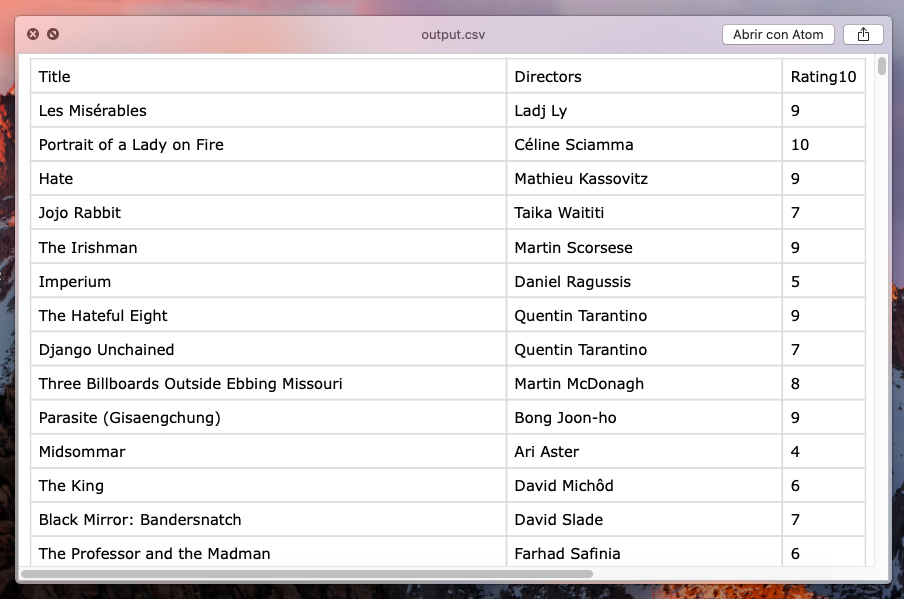 output.csv
Abrir con Atom
Title Directors Rating10
Les Misérables Ladj Ly 9
Portrait of a Lady on Fire Céline Sciamma 10
Hate Mathieu Kassovitz 9
Jojo Rabbit Taika Waititi 7
The Irishman Martin Scorsese 9
Imperium Daniel Ragussis 5
The Hateful Eight Quentin Tarantino 9
Django Unchained Quentin Tarantino 7
Three Billboards Outside Ebbing Missouri Martin McDonagh 8
Parasite (Gisaengchung) Bong Joon-ho 9
Midsommar Ari Aster 4
The King David Michôd 6
Black Mirror: Bandersnatch David Slade 7
The Professor and the Madman Farhad Safinia 6